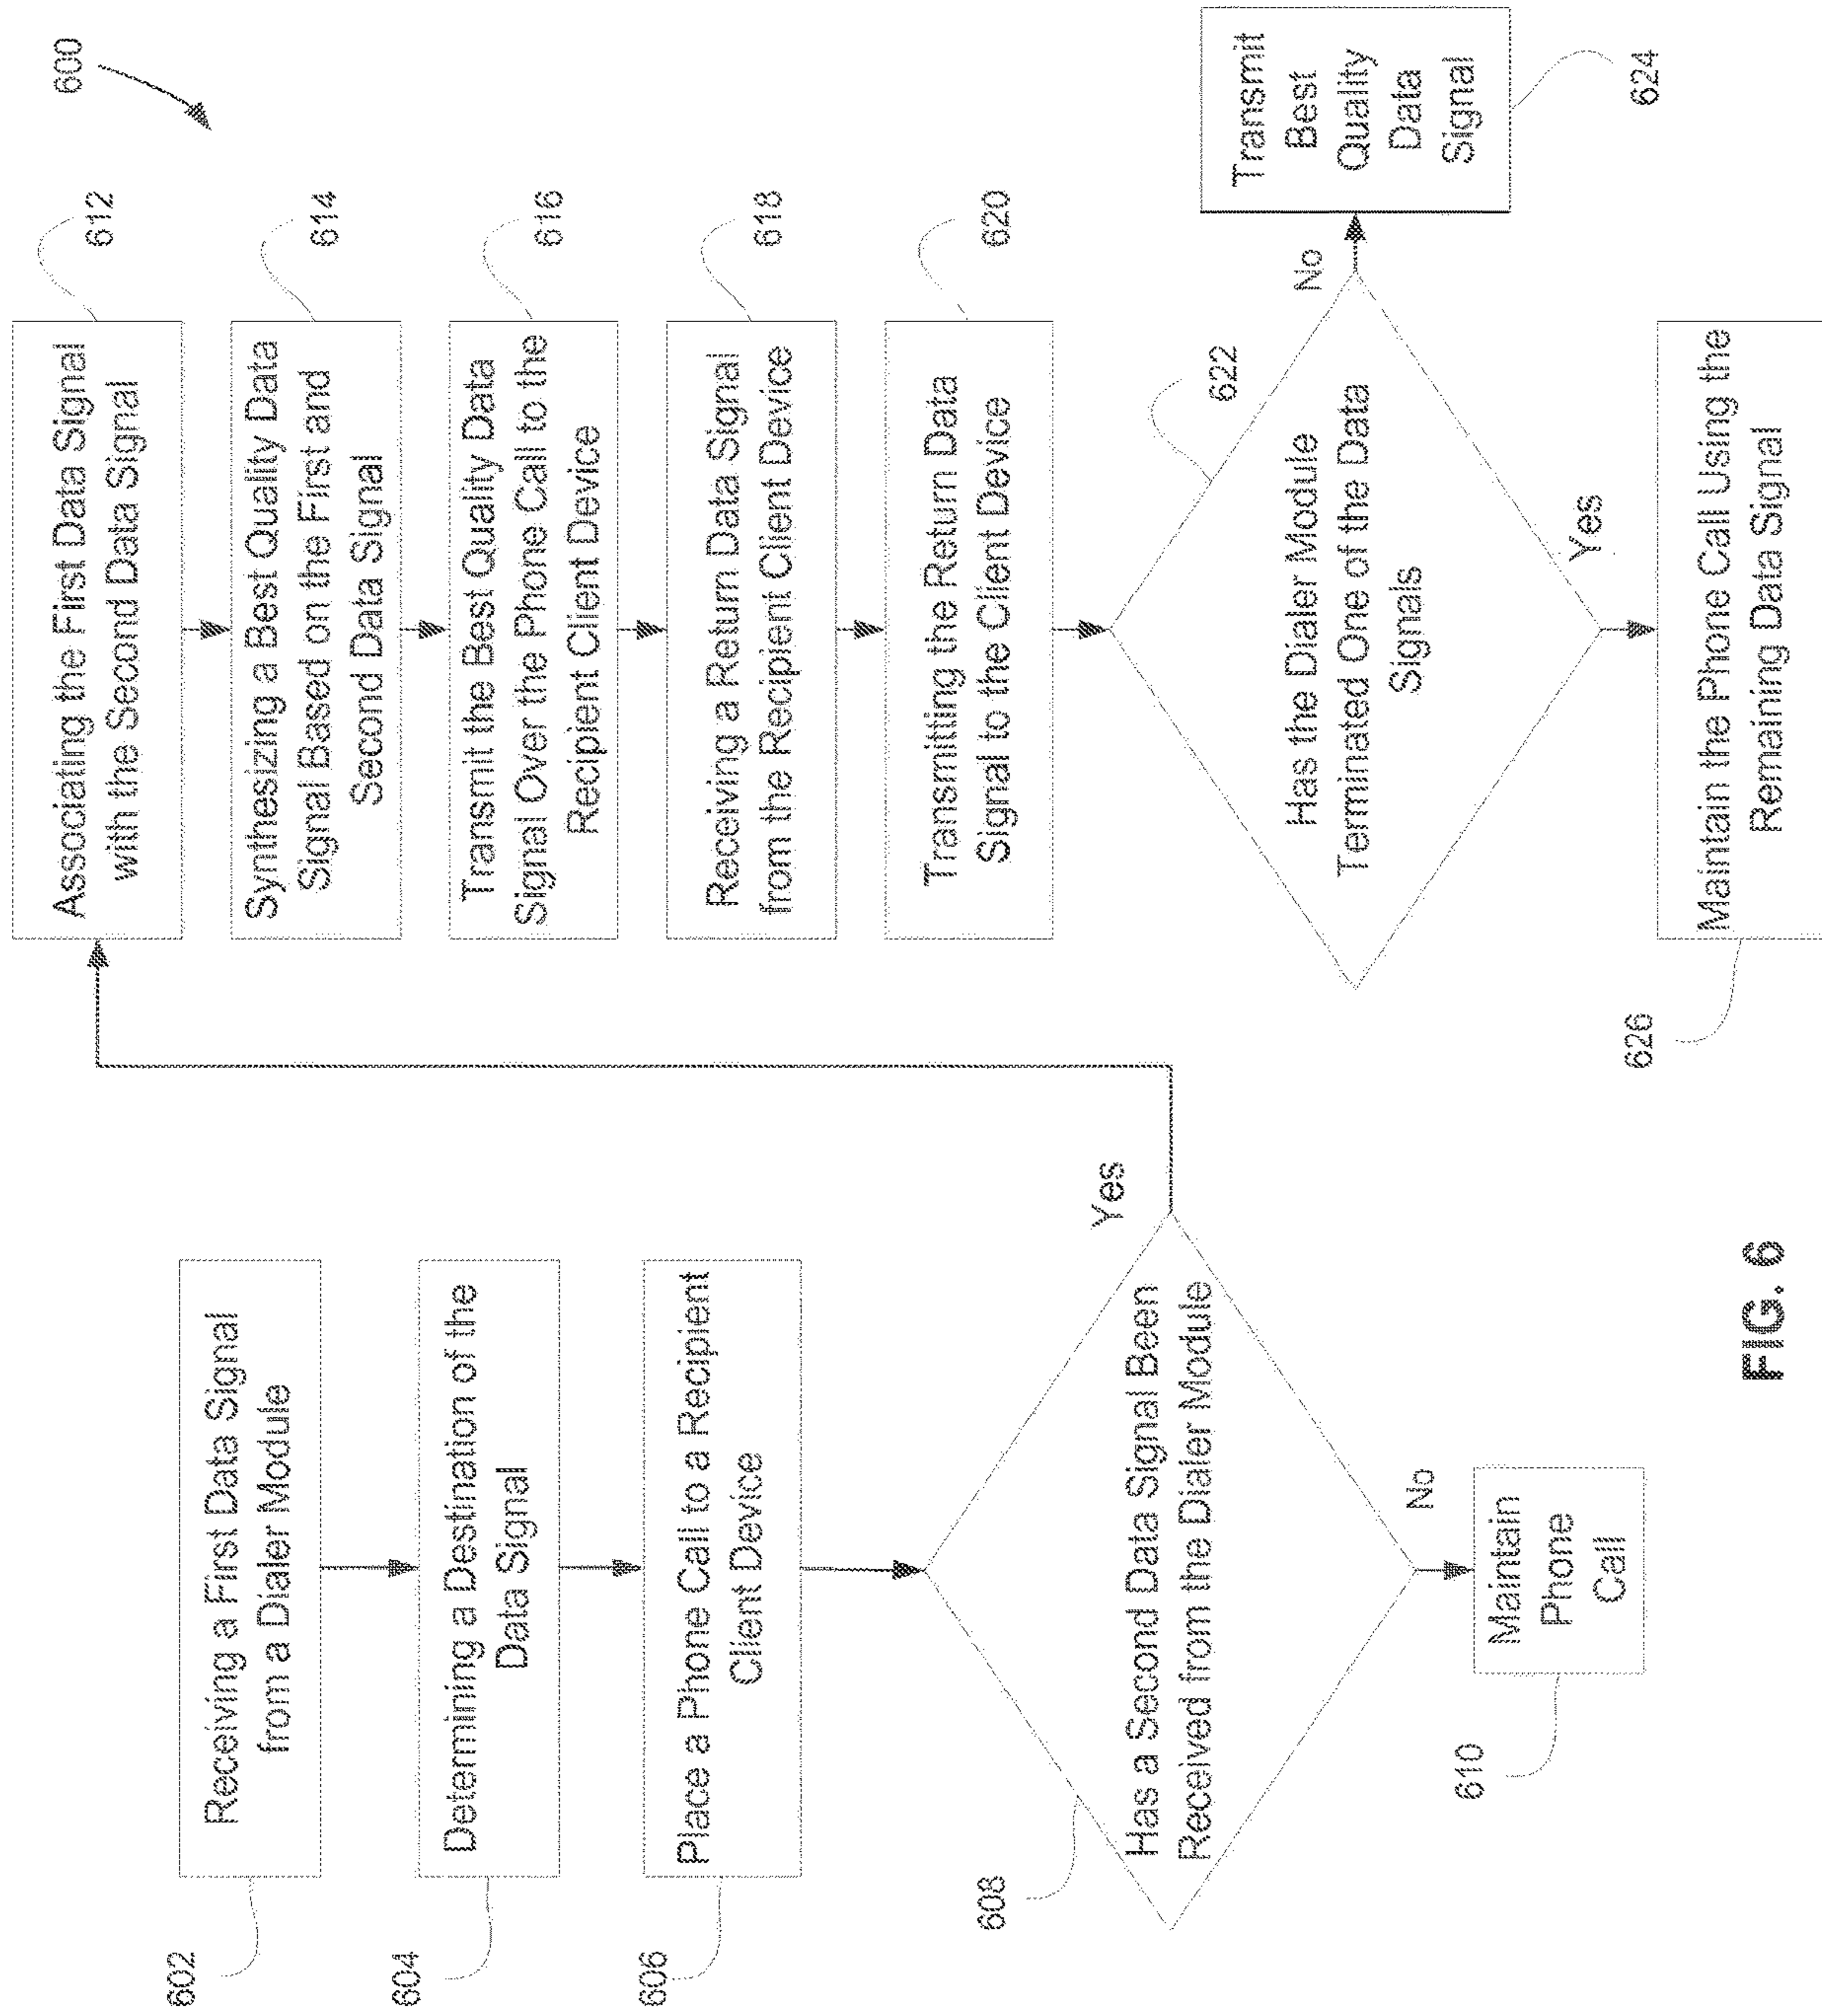 600
602
Receiving a First Data Signal
from a Dialer Module
604
Determining a Destination of the
Data Signal
606
Place a Phone Call to a Recipient
Client Device
608
Has a Second Data Signal Been
Received from the Dialer Module
Yes
No
610
Maintain
Phone
Call
612
Associating the First Data Signal
with the Second Data Signal
614
Synthesizing a Best Quality Data
Signal Based on the First and
Second Data Signal
616
Transmit the Best Quality Data
Signal Over the Phone Call to the
Recipient Client Device
618
Receiving a Return Data Signal
from the Recipient Client Device
620
Transmitting the Return Data
Signal to the Client Device
622
Has the Dialer Module
Terminated One of the Data
Signals
No
624
Transmit
Best
Quality
Data
Signal
Yes
626
Maintain the Phone Call Using the
Remaining Data Signal
FIG. 6